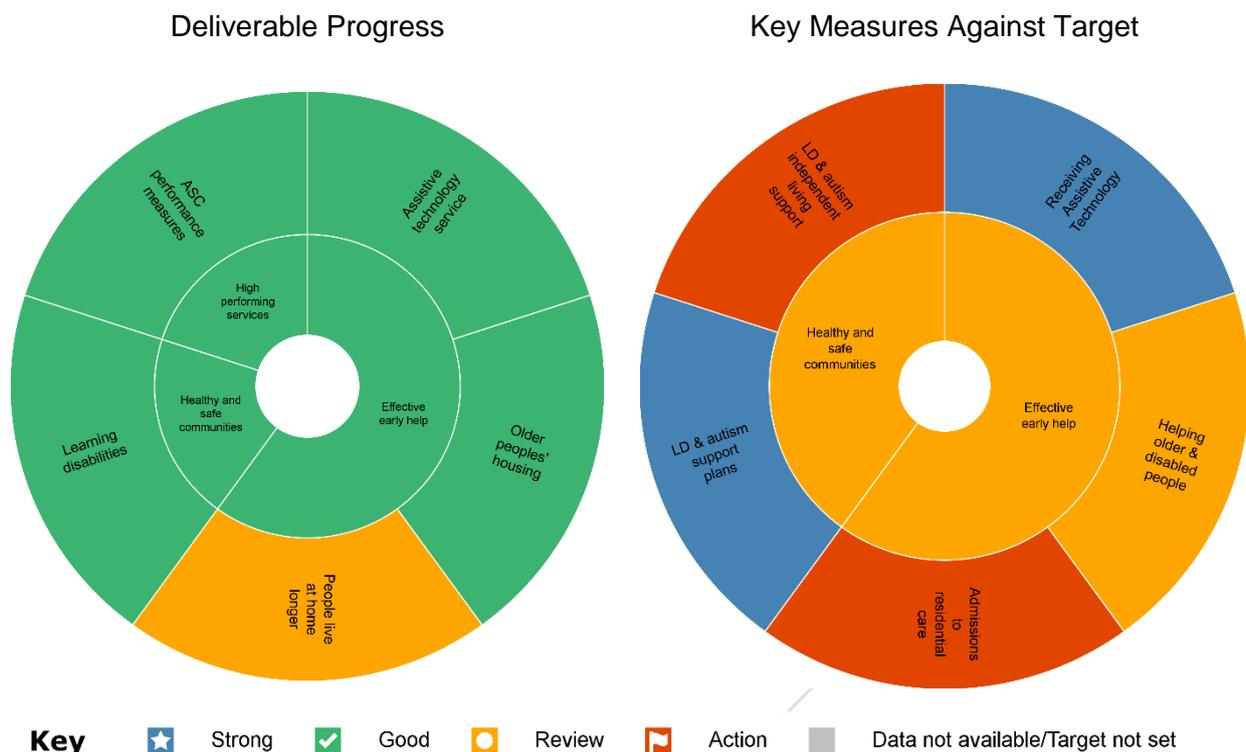 Deliverable Progress
Key Measures Against Target
ASC
performance
measures
Assistive
technology
service
High
performing
services
Healthy and
safe
communities
Effective
early help
Learning
disabilities
Older
peoples'
housing
People live
at home
longer
LD & autism
independent
living
support
Receiving
Assistive
Technology
Healthy and
safe
communities
Effective
early help
LD & autism
support
plans
Helping
older &
disabled
people
Admissions
to
residential
care
Key Strong Good Review Action Data not available/Target not set